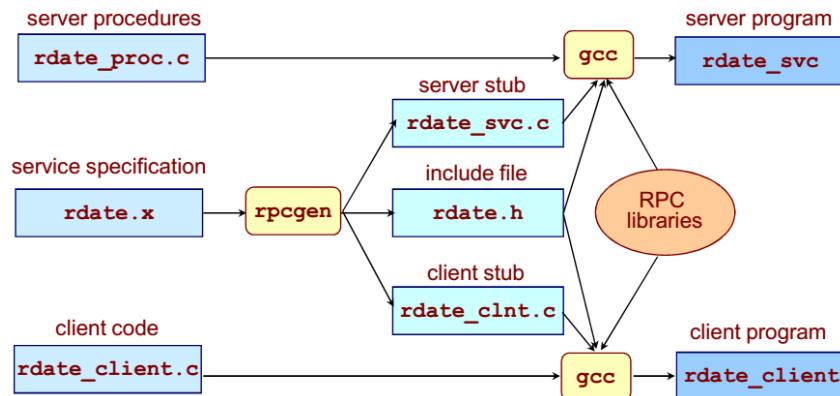 server procedures
server program
rdate_proc.c
gcc
rdate_svc
server stub
rdate_svc.c
service specification
include file
RPC
libraries
rdate.x
rpcgen
rdate.h
client stub
rdate_clnt.c
client code
client program
rdate_client.c
gcc
rdate_client